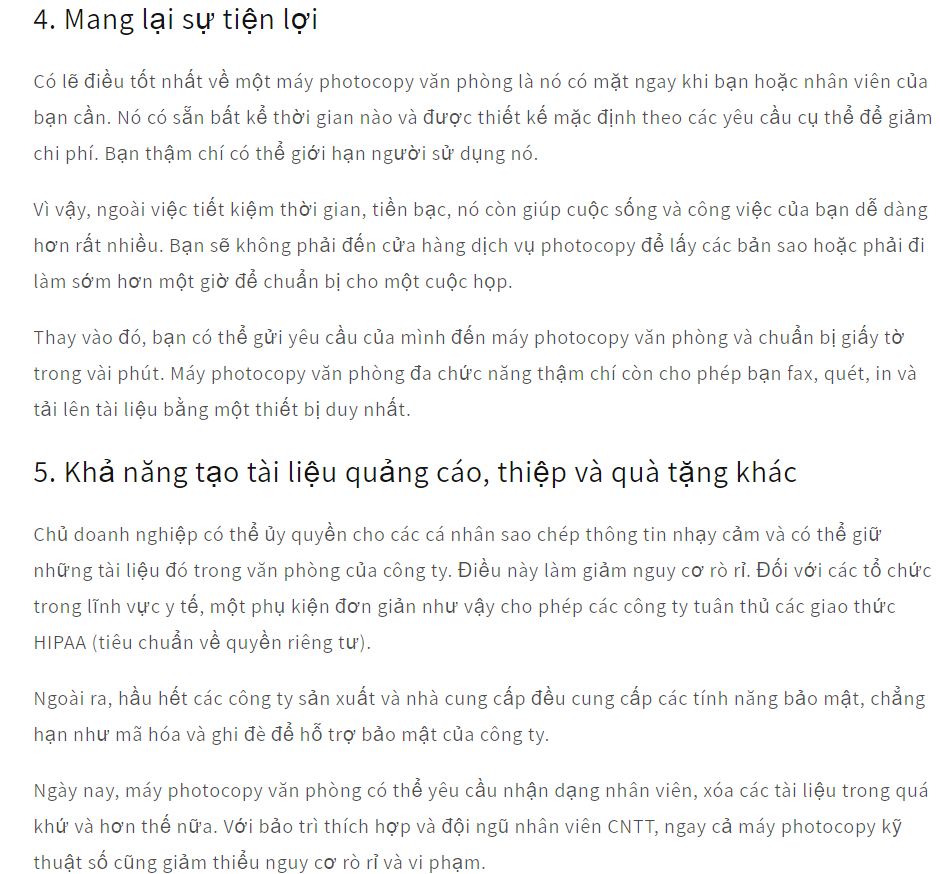 4. Mang lại sự tiện lợi
Có lẽ điều tốt nhất về một máy photocopy văn phòng là nó có mặt ngay khi bạn hoặc nhân viên của
bạn cần. Nó có sẵn bất kể thời gian nào và được thiết kế mặc định theo các yêu cầu cụ thể để giảm
chi phí. Bạn thậm chí có thể giới hạn người sử dụng nó.
Vì vậy, ngoài việc tiết kiệm thời gian, tiền bạc, nó còn giúp cuộc sống và công việc của bạn dễ dàng
hơn rất nhiều. Bạn sẽ không phải đến cửa hàng dịch vụ photocopy để lấy các bản sao hoặc phải đi
làm sớm hơn một giờ để chuẩn bị cho một cuộc họp.
Thay vào đó, bạn có thể gửi yêu cầu của mình đến máy photocopy văn phòng và chuẩn bị giấy tờ
trong vài phút. Máy photocopy văn phòng đa chức năng thậm chí còn cho phép bạn fax, quét, in và
tải lên tài liệu bằng một thiết bị duy nhất.
5. Khả năng tạo tài liệu quảng cáo, thiệp và quà tặng khác
Chủ doanh nghiệp có thể ủy quyền cho các cá nhân sao chép thông tin nhạy cảm và có thể giữ
những tài liệu đó trong văn phòng của công ty. Điều này làm giảm nguy cơ rò rỉ. Đối với các tổ chức
trong lĩnh vực y tế, một phụ kiện đơn giản như vậy cho phép các công ty tuân thủ các giao thức
HIPAA (tiêu chuẩn về quyền riêng tư).
Ngoài ra, hầu hết các công ty sản xuất và nhà cung cấp đều cung cấp các tính năng bảo mật, chẳng
hạn như mã hóa và ghi đè để hỗ trợ bảo mật của công ty.
Ngày nay, máy photocopy văn phòng có thể yêu cầu nhận dạng nhân viên, xóa các tài liệu trong quá
khứ và hơn thế nữa. Với bảo trì thích hợp và đội ngũ nhân viên CNTT, ngay cả máy photocopy kỹ
thuật số cũng giảm thiểu nguy cơ rò rỉ và vi phạm.